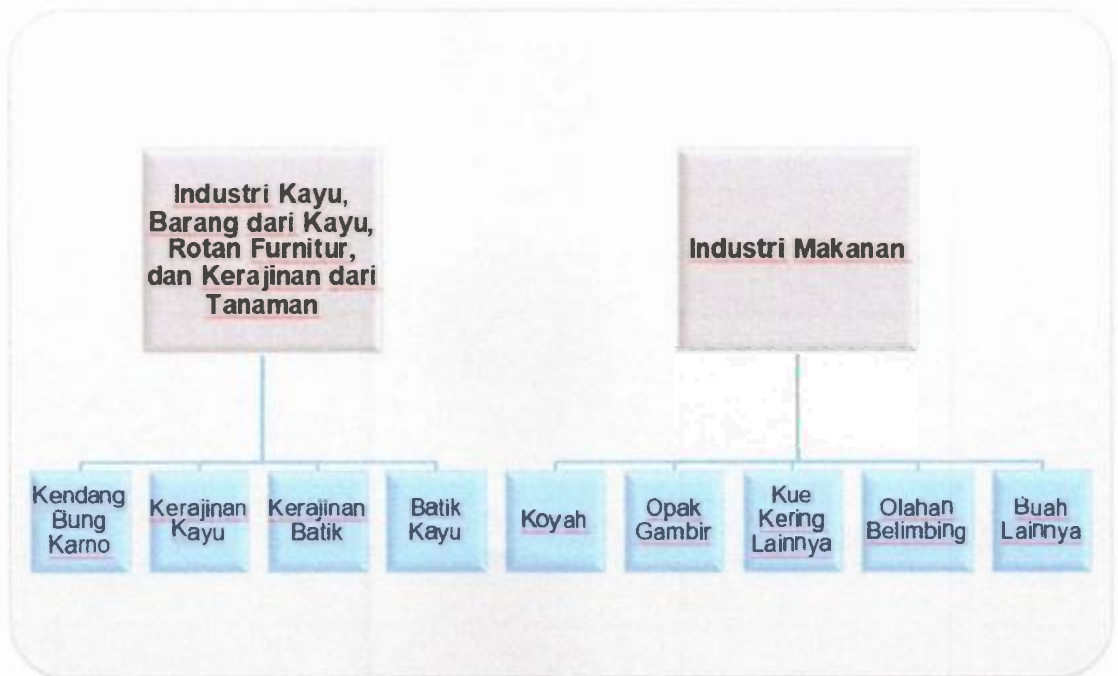 Industri Kayu,
Barang dari Kayu,
Rotan Furnitur,
dan Kerajinan dari
Tanaman
Industri Makanan
Kendang
Bung
Karno
Kerajinan
Kayu
Kerajinan
Batik
Batik
Kayu
Koyah
Opak
Gambir
Kue
Kering
Lainnya
Olahan
Belimbing
Buah
Lainnya